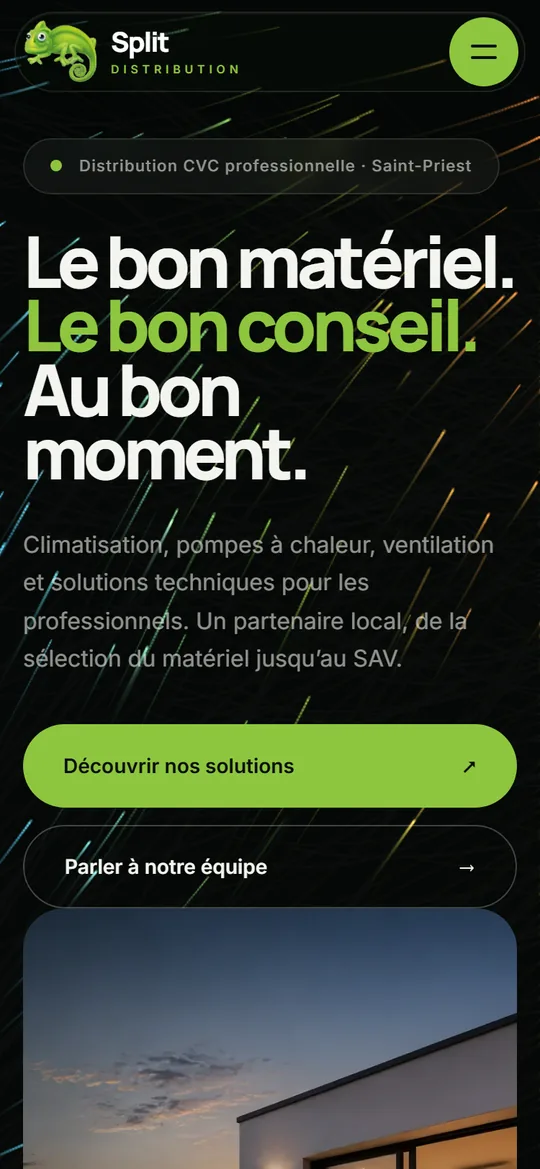 Split
DISTRIBUTION
Distribution CVC professionnelle · Saint-Priest
Le bon matériel.
Le bon conseil.
Au bon
moment.
Climatisation, pompes à chaleur, ventilation
et solutions techniques pour les
professionnels. Un partenaire local, de la
sélection du matériel jusqu’au SAV.
Découvrir nos solutions ↗
Parler à notre équipe →